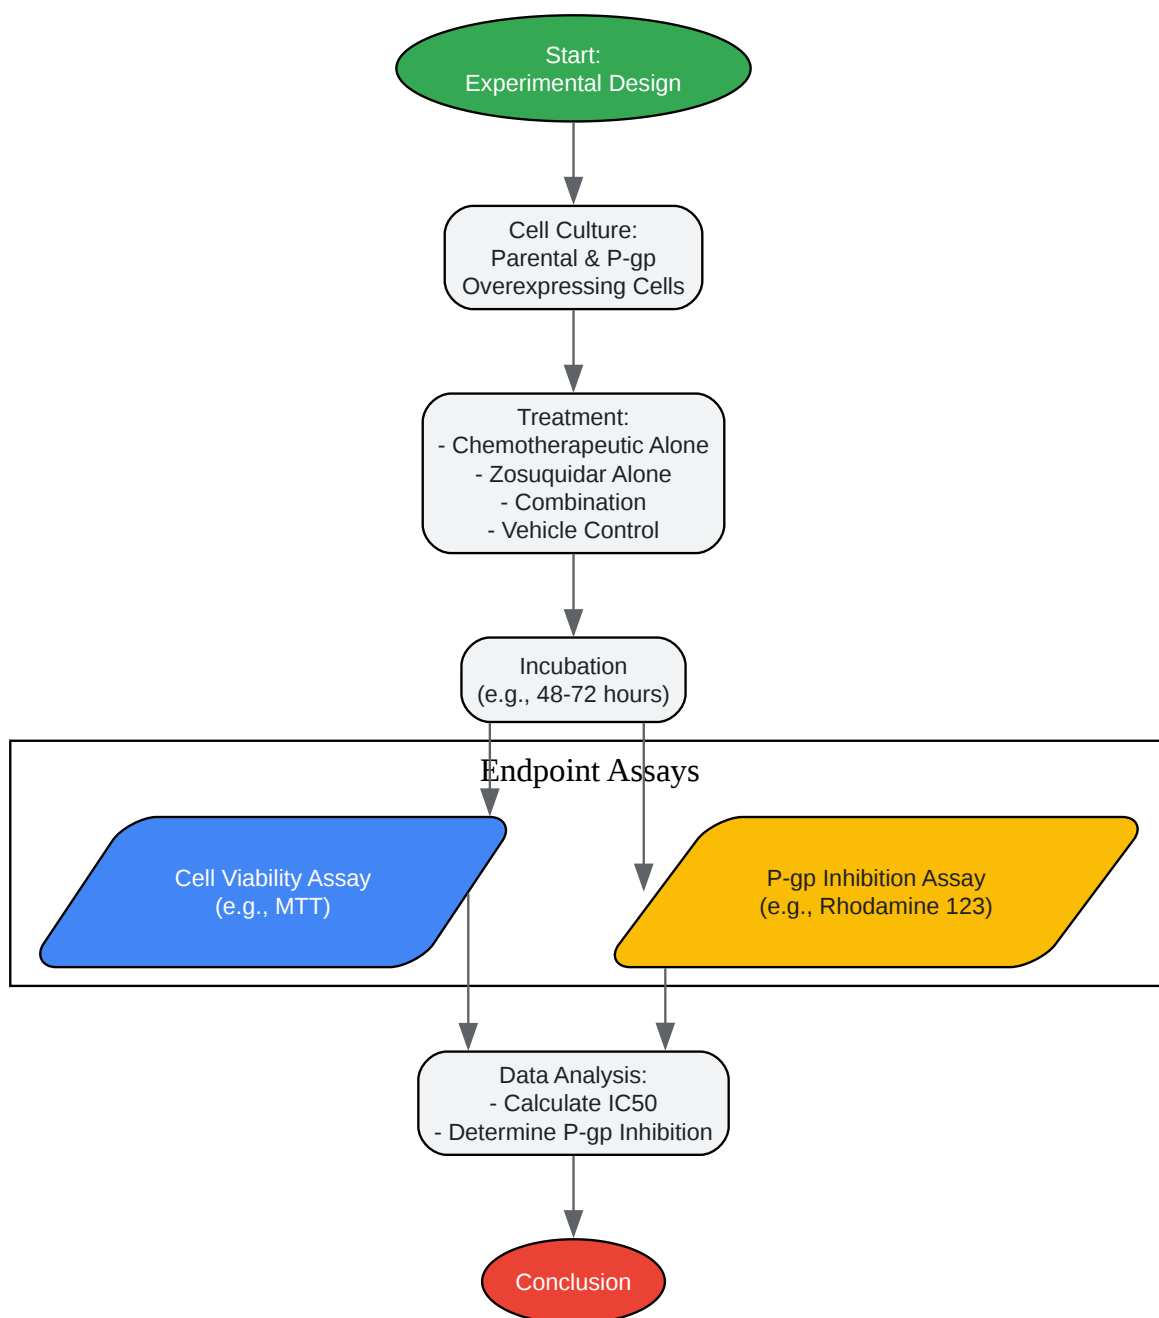 Start:
Experimental Design
Cell Culture:
Parental & P-gp
Overexpressing Cells
Treatment:
- Chemotherapeutic Alone
- Zosuquidar Alone
- Combination
- Vehicle Control
Incubation
(e.g., 48-72 hours)
Endpoint Assays
Cell Viability Assay
(e.g., MTT)
P-gp Inhibition Assay
(e.g., Rhodamine 123)
Data Analysis:
- Calculate IC50
- Determine P-gp Inhibition
Conclusion